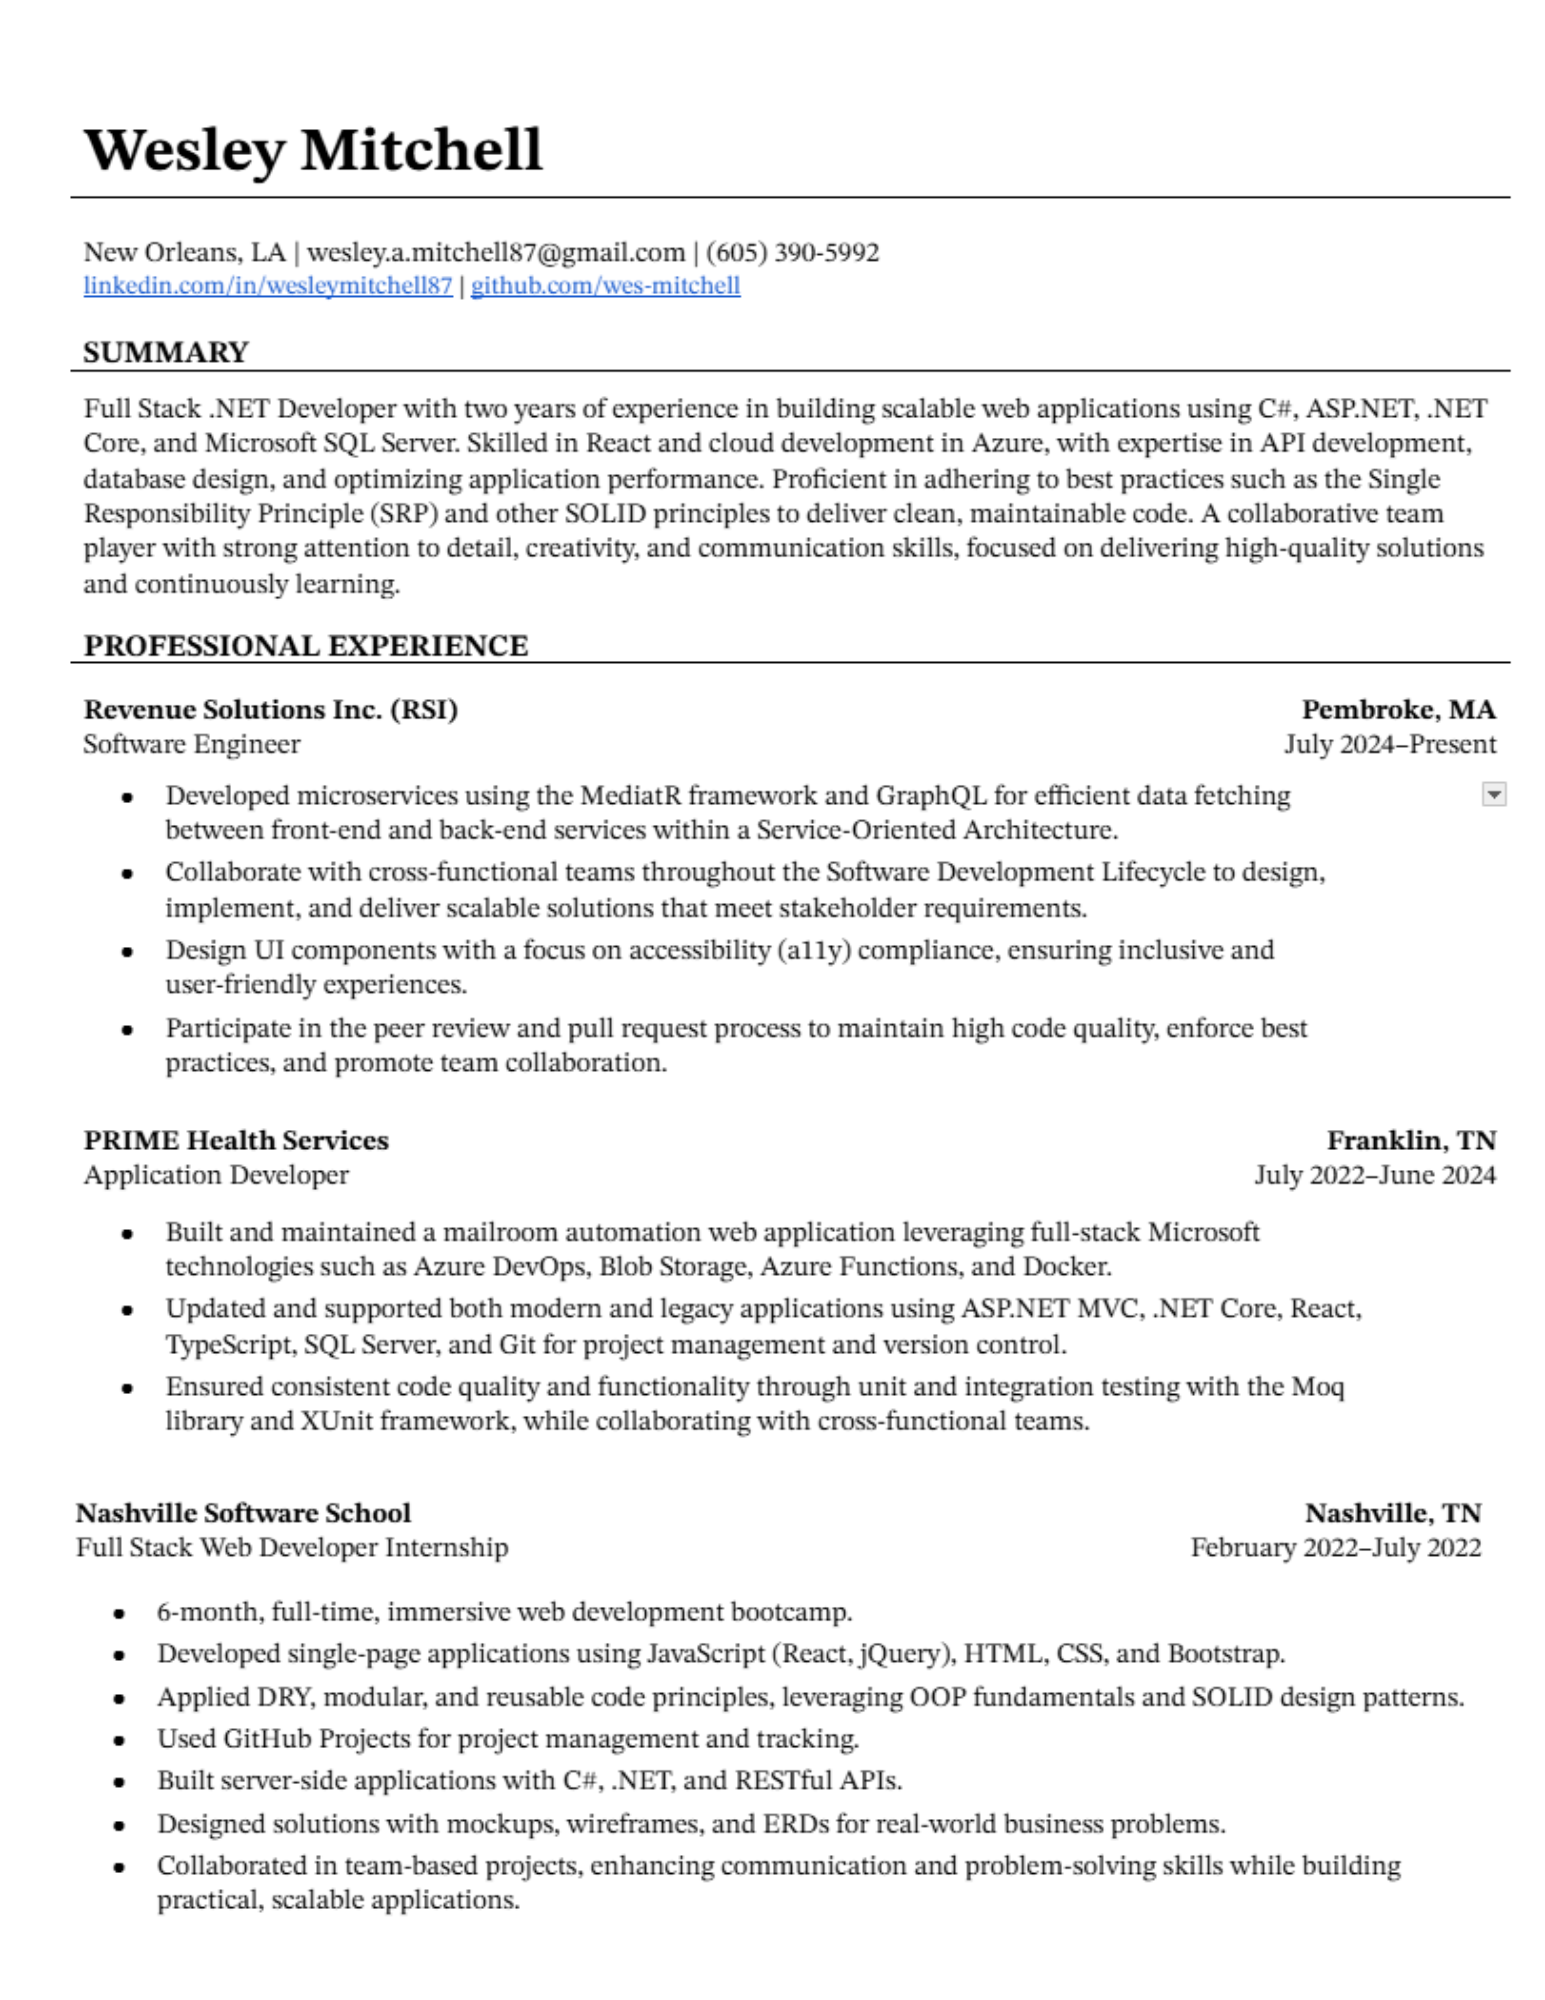 Wesley Mitchell
New Orleans, LA | wesley.a.mitchell87@gmail.com | (605) 390-5992
linkedin.com/in/wesleymitchell87 | github.com/wes-mitchell
SUMMARY
Full Stack .NET Developer with two years of experience in building scalable web applications using C#, ASP.NET, .NET
Core, and Microsoft SQL Server. Skilled in React and cloud development in Azure, with expertise in API development,
database design, and optimizing application performance. Proficient in adhering to best practices such as the Single
Responsibility Principle (SRP) and other SOLID principles to deliver clean, maintainable code. A collaborative team
player with strong attention to detail, creativity, and communication skills, focused on delivering high-quality solutions
and continuously learning.
PROFESSIONAL EXPERIENCE
Revenue Solutions Inc. (RSI) Pembroke, MA
Software Engineer July 2024–Present
● Developed microservices using the MediatR framework and GraphQL for efficient data fetching
between front-end and back-end services within a Service-Oriented Architecture.
● Collaborate with cross-functional teams throughout the Software Development Lifecycle to design,
implement, and deliver scalable solutions that meet stakeholder requirements.
● Design UI components with a focus on accessibility (a11y) compliance, ensuring inclusive and
user-friendly experiences.
● Participate in the peer review and pull request process to maintain high code quality, enforce best
practices, and promote team collaboration.
PRIME Health Services Franklin, TN
Application Developer July 2022–June 2024
● Built and maintained a mailroom automation web application leveraging full-stack Microsoft
technologies such as Azure DevOps, Blob Storage, Azure Functions, and Docker.
● Updated and supported both modern and legacy applications using ASP.NET MVC, .NET Core, React,
TypeScript, SQL Server, and Git for project management and version control.
● Ensured consistent code quality and functionality through unit and integration testing with the Moq
library and XUnit framework, while collaborating with cross-functional teams.
Nashville Software School Nashville, TN
Full Stack Web Developer Internship February 2022–July 2022
● 6-month, full-time, immersive web development bootcamp.
● Developed single-page applications using JavaScript (React, jQuery), HTML, CSS, and Bootstrap.
● Applied DRY, modular, and reusable code principles, leveraging OOP fundamentals and SOLID design patterns.
● Used GitHub Projects for project management and tracking.
● Built server-side applications with C#, .NET, and RESTful APIs.
● Designed solutions with mockups, wireframes, and ERDs for real-world business problems.
● Collaborated in team-based projects, enhancing communication and problem-solving skills while building
practical, scalable applications.